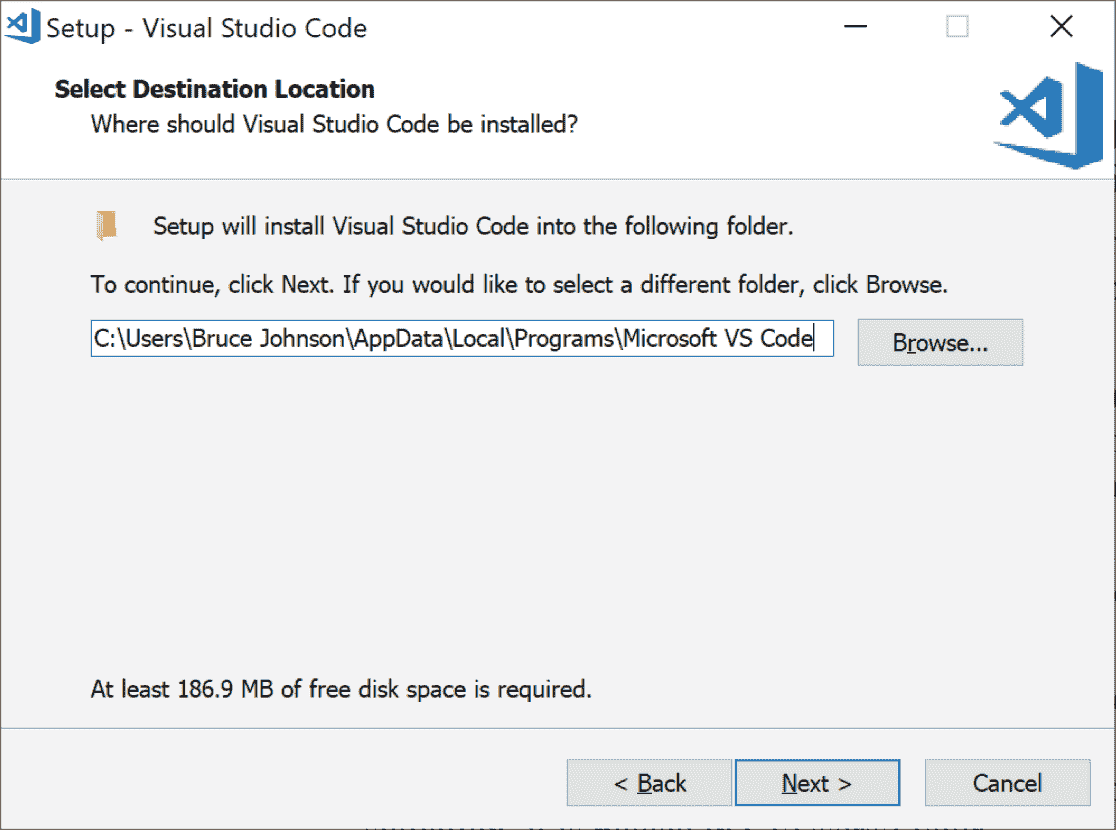 Setup - Visual Studio Code
Select Destination Location
Where should Visual Studio Code be installed?
Setup will install Visual Studio Code into the following folder.
To continue, click Next. If you would like to select a different folder, click Browse.
C:\Users\Bruce Johnson\AppData\Local\Programs\Microsoft VS Code
Browse...
At least 186.9 MB of free disk space is required.
< Back
Next >
Cancel